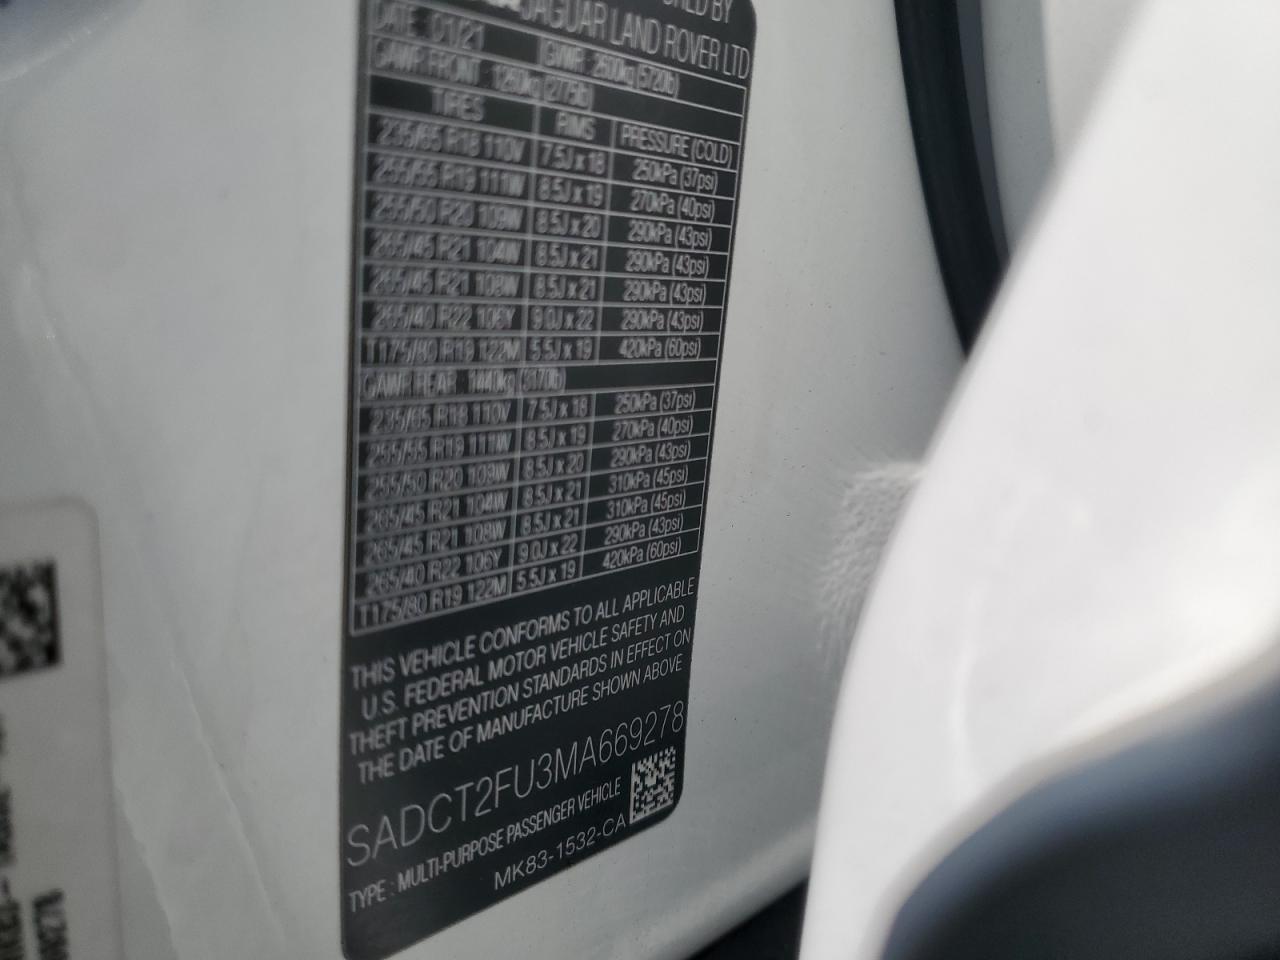 JAGUAR LAND ROVER LTD
DATE : 01/21 GVWR : 2600kg (5720lb)
GAWR FRONT : 1260kg (2775lb)
TIRES RIMS PRESSURE (COLD)
235/65 R18 110V 7.5J x 18 250kPa (37psi)
255/55 R19 111W 8.5J x 19 270kPa (40psi)
255/50 R20 109W 8.5J x 20 290kPa (43psi)
265/45 R21 104W 8.5J x 21 290kPa (43psi)
265/45 R21 108W 8.5J x 21 290kPa (43psi)
265/40 R22 106Y 9.0J x 22 290kPa (43psi)
T175/80 R19 122M 5.5J x 19 420kPa (60psi)
GAWR REAR : 1440kg (3170lb)
235/65 R18 110V 7.5J x 18 250kPa (37psi)
255/55 R19 111W 8.5J x 19 270kPa (40psi)
255/50 R20 109W 8.5J x 20 290kPa (43psi)
265/45 R21 104W 8.5J x 21 310kPa (45psi)
265/45 R21 108W 8.5J x 21 310kPa (45psi)
265/40 R22 106Y 9.0J x 22 290kPa (43psi)
T175/80 R19 122M 5.5J x 19 420kPa (60psi)
THIS VEHICLE CONFORMS TO ALL APPLICABLE
U.S. FEDERAL MOTOR VEHICLE SAFETY AND
THEFT PREVENTION STANDARDS IN EFFECT ON
THE DATE OF MANUFACTURE SHOWN ABOVE
SADCT2FU3MA669278
TYPE : MULTI-PURPOSE PASSENGER VEHICLE
MK83-1532-CA